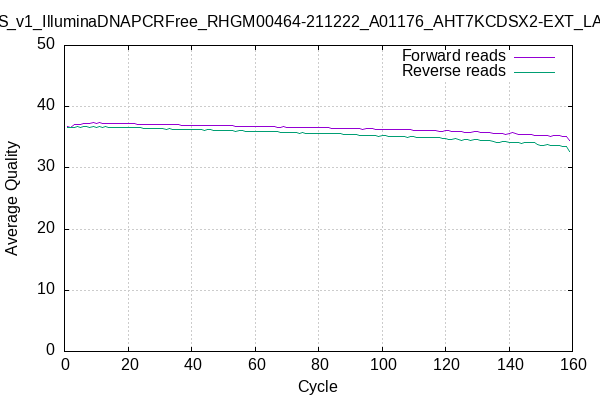 S_v1_IlluminaDNAPCRFree_RHGM00464-211222_A01176_AHT7KCDSX2-EXT_LA
50
40
30
20
10
0
Average Quality
Forward reads
Reverse reads
0 20 40 60 80 100 120 140 160
Cycle